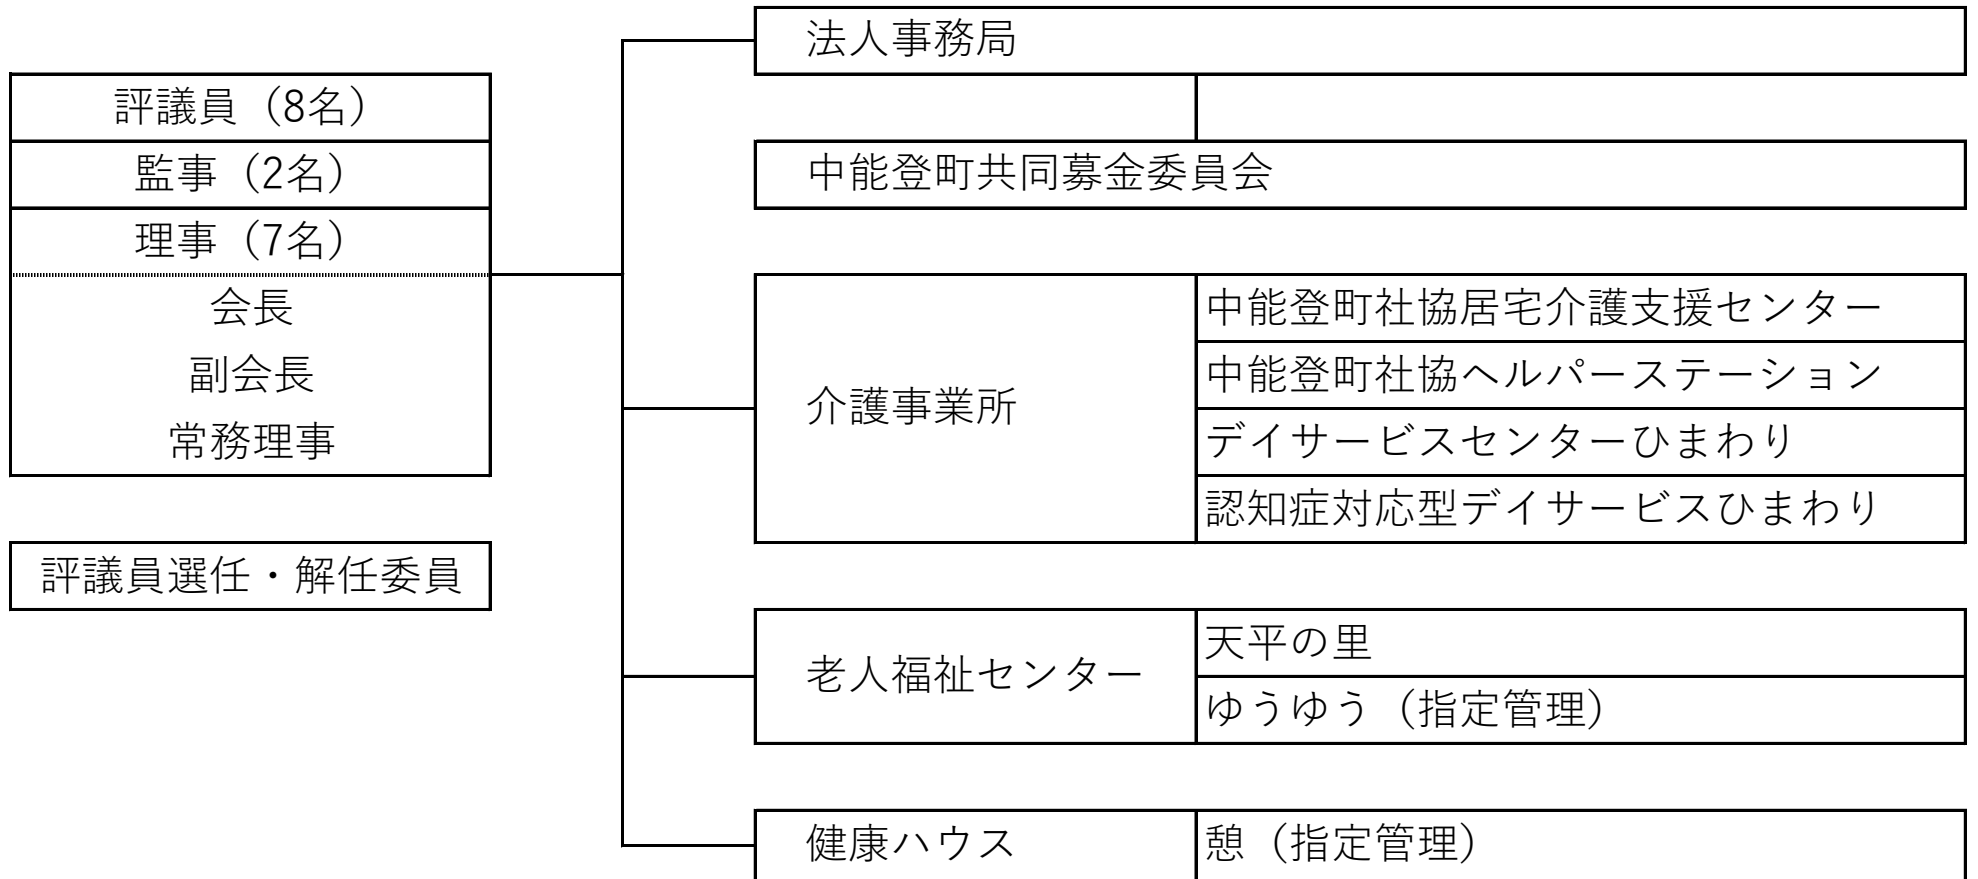 法人事務局
評議員（8名）
監事（2名）
中能登町共同募金委員会
理事（7名）
会長
副会長
常務理事
介護事業所
中能登町社協居宅介護支援センター
中能登町社協ヘルパーステーション
デイサービスセンターひまわり
認知症対応型デイサービスひまわり
評議員選任・解任委員
老人福祉センター
天平の里
ゆうゆう（指定管理）
健康ハウス
憩（指定管理）